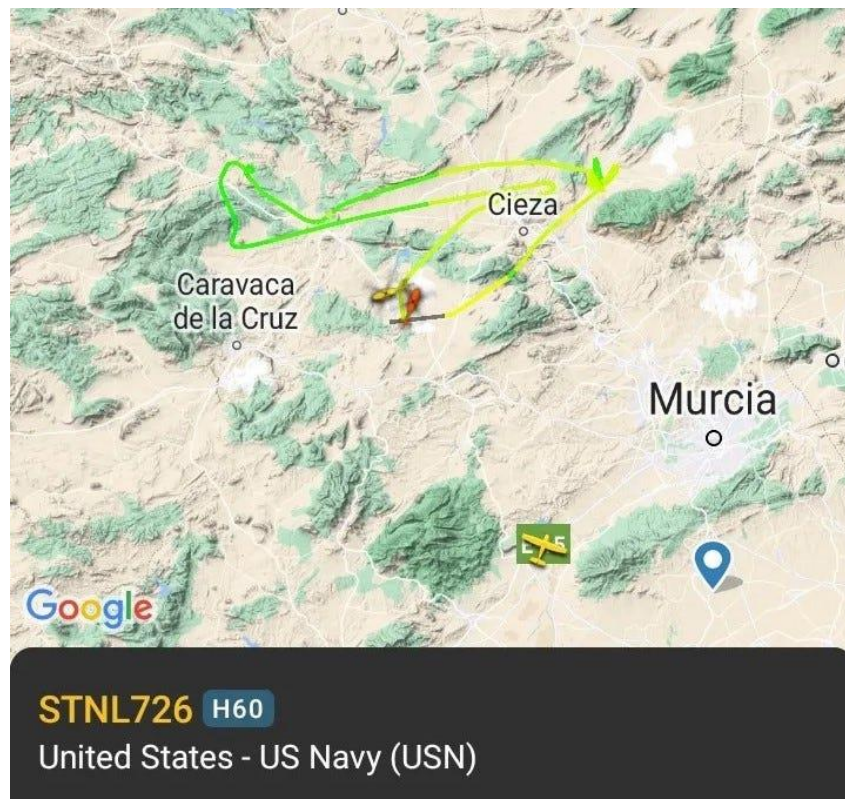 Cieza
Caravaca
de la Cruz
Murcia
Google
STNL726 H60
United States - US Navy (USN)